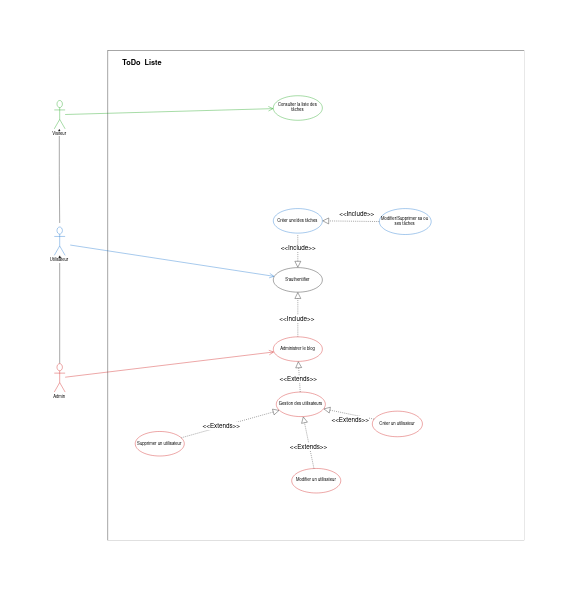 ToDo Liste
Consulter la liste des
tâches
Visiteur
Créer une/des tâches
<<Include>>
Modifier/Supprimer sa ou
ses tâches
Utilisateur
<<Include>>
S'authentifier
<<Include>>
Administrer le blog
<<Extends>>
Admin
Gestion des utilisateurs
<<Extends>>
<<Extends>>
Créer un utilisateur
Supprimer un utilisateur
<<Extends>>
Modifier un utilisateur